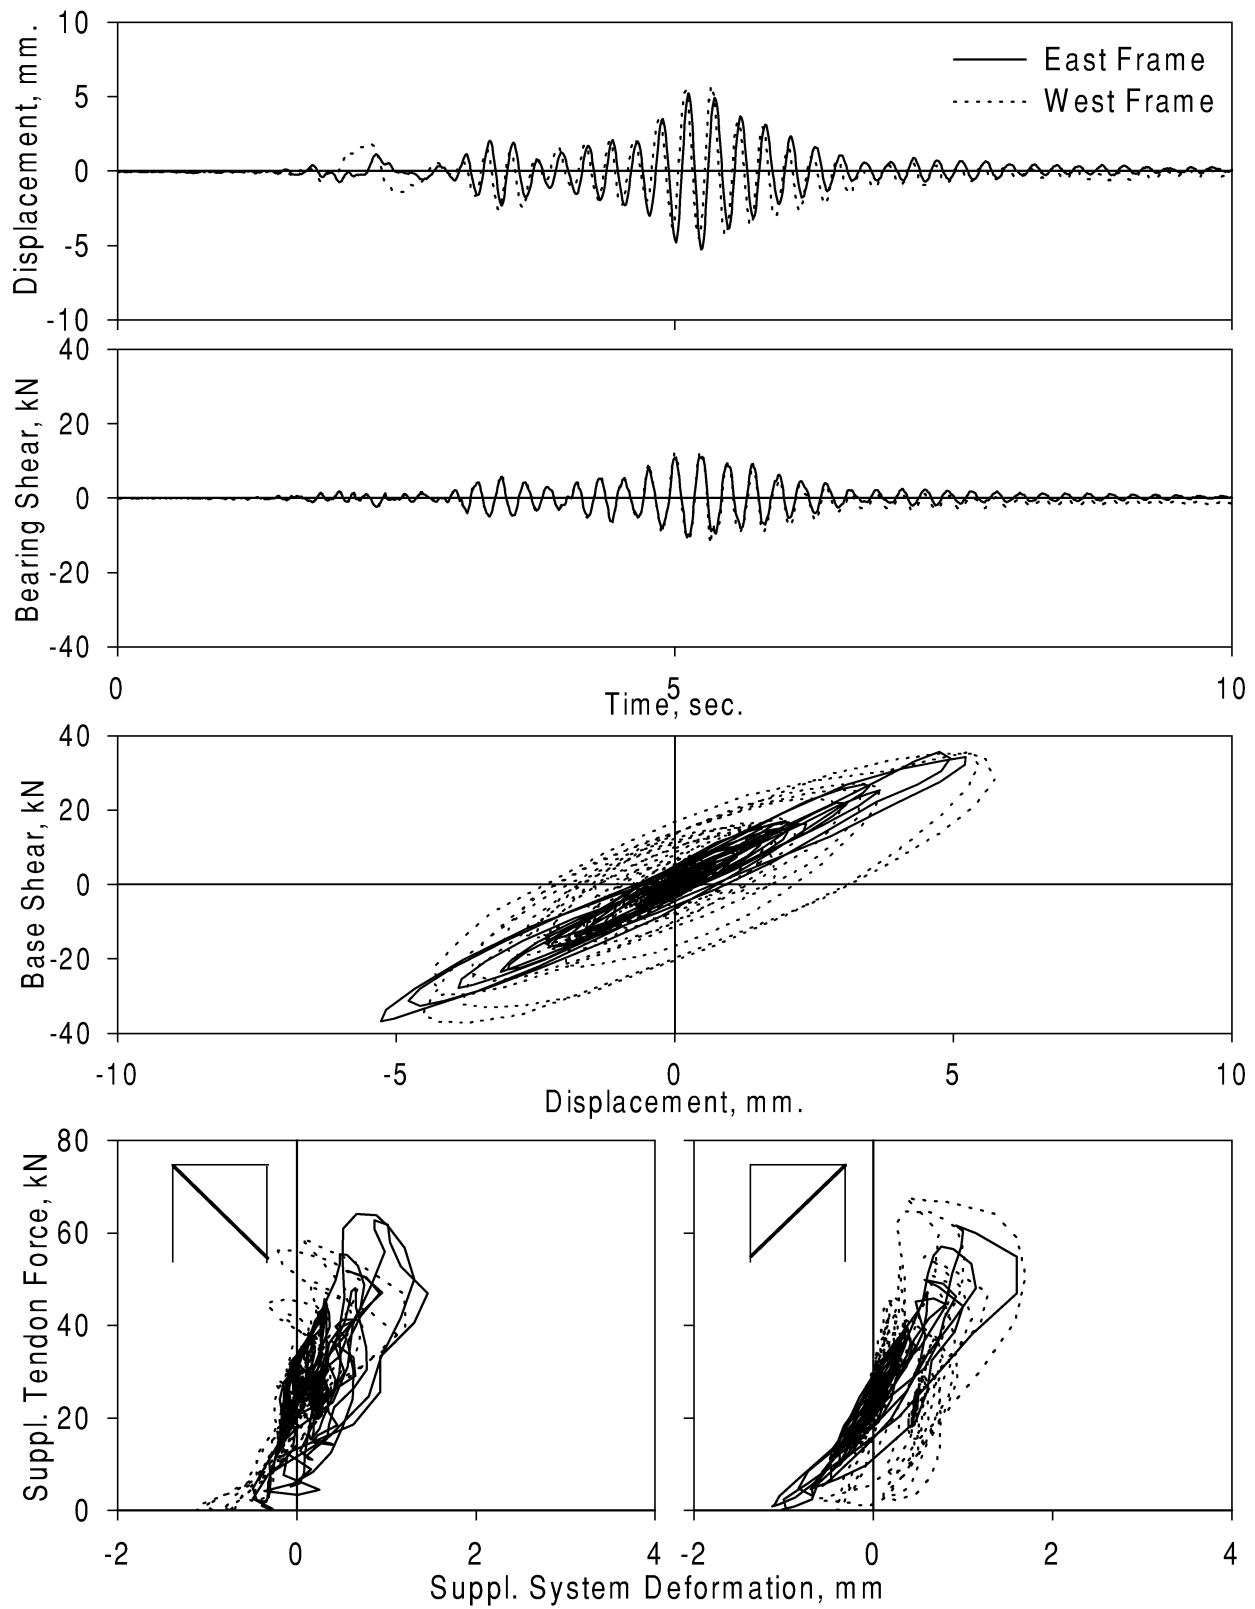 10
5
0
-5
-10
Displacement, mm.
East Frame
West Frame
40
20
0
-20
-40
Bearing Shear, kN
0 5 10
Time, sec.
40
20
0
-20
-40
Base Shear, kN
-10 -5 0 5 10
Displacement, mm.
80
60
40
20
0
Suppl. Tendon Force, kN
-2 0 2 4 -2 0 2 4
Suppl. System Deformation, mm